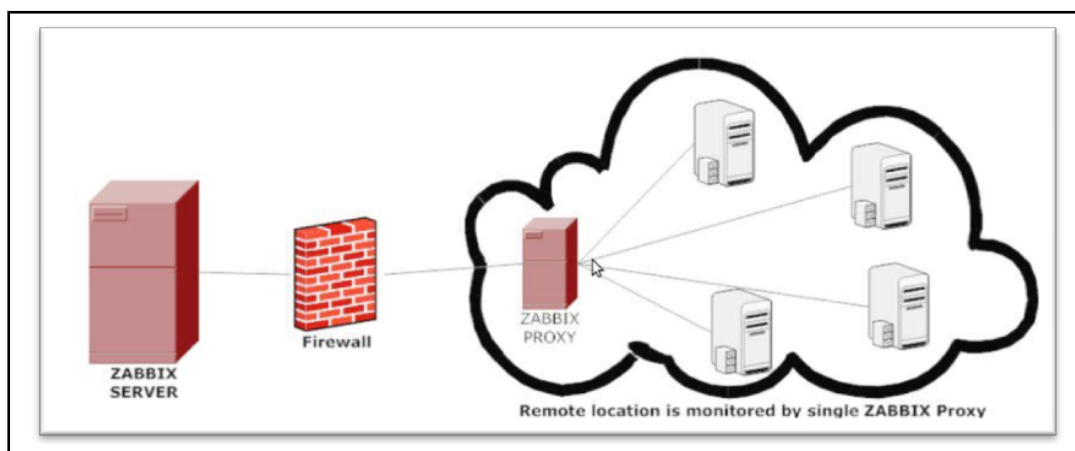 ZABBIX
SERVER
Firewall
ZABBIX
PROXY
Remote location is monitored by single ZABBIX Proxy